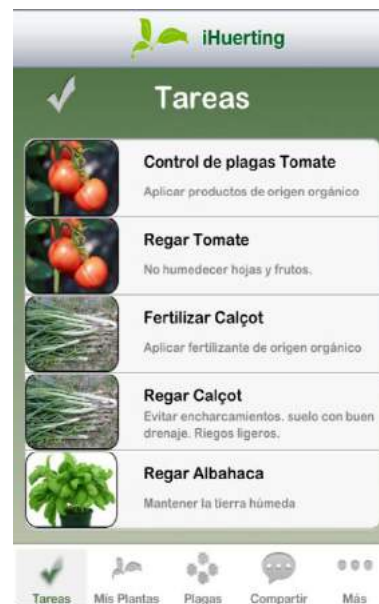 iHuerting
Tareas
Control de plagas Tomate
Aplicar productos de origen orgánico
Regar Tomate
No humedecer hojas y frutos.
Fertilizar Calçot
Aplicar fertilizante de origen orgánico
Regar Calçot
Evitar encharcamientos. suelo con buen
drenaje. Riegos ligeros.
Regar Albahaca
Mantener la tierra húmeda
Tareas Mis Plantas Plagas Compartir Más